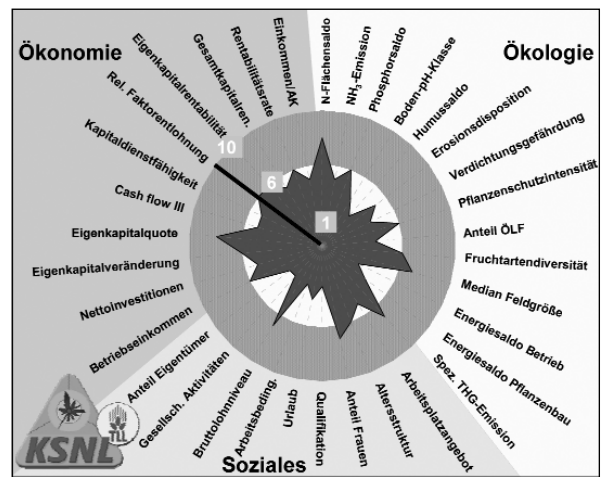 Ökonomie
Ökologie
Soziales
N-Flächensaldo
NH₃-Emission
Phosphorsaldo
Boden-pH-Klasse
Humussaldo
Erosionsdisposition
Verdichtungsgefährdung
Pflanzenschutzintensität
Anteil ÖLF
Fruchtartendiversität
Median Feldgröße
Energiesaldo Betrieb
Energiesaldo Pflanzenbau
Spez. THG-Emission
Arbeitsplatzangebot
Altersstruktur
Anteil Frauen
Qualifikation
Urlaub
Arbeitsbeding.
Bruttolohnniveau
Gesellsch. Aktivitäten
Anteil Eigentümer
Betriebseinkommen
Nettoinvestitionen
Eigenkapitalveränderung
Eigenkapitalquote
Cash flow III
Kapitaldienstfähigkeit
Rel. Faktorentlohnung
Eigenkapitalrentabilität
Gesamtkapitalren.
Rentabilitätsrate
Einkommen/AK
10
6
1
KSNL
TLL